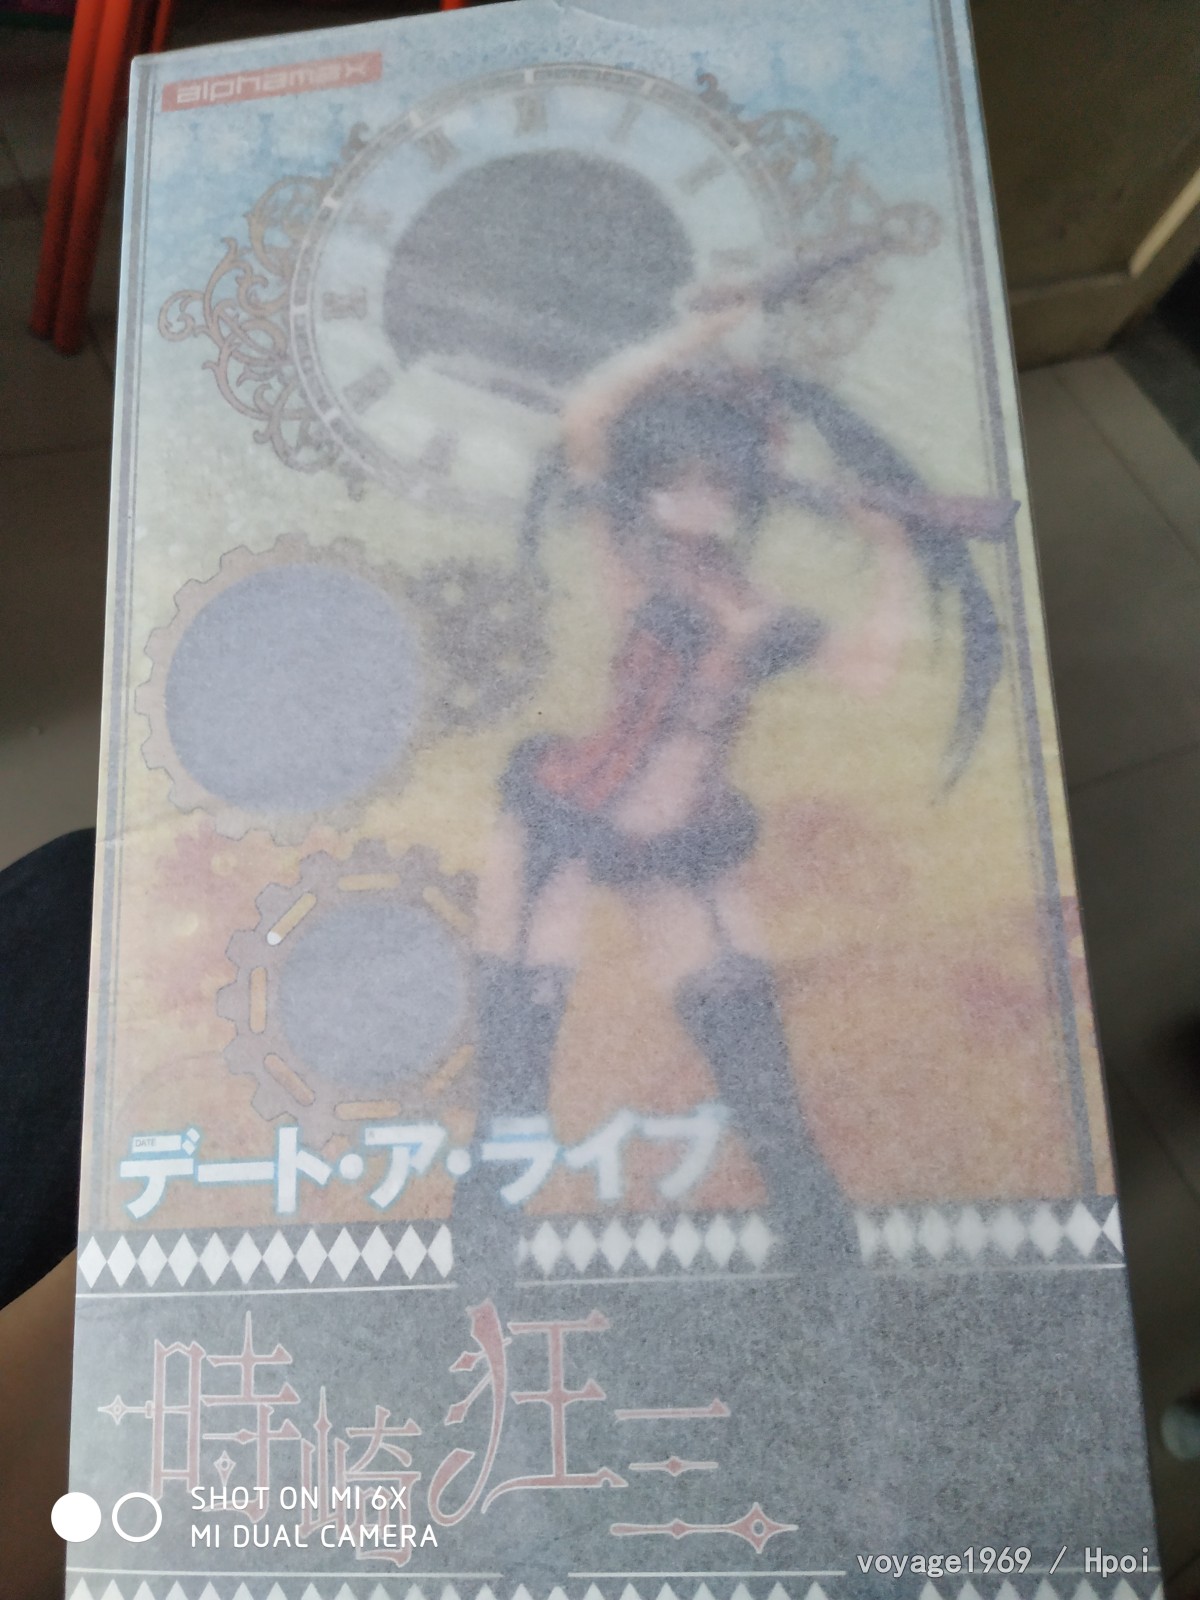 alphamax
DATE
デート・ア・ライブ
時崎狂三
SHOT ON MI 6X
MI DUAL CAMERA
voyage1969 / Hpoi